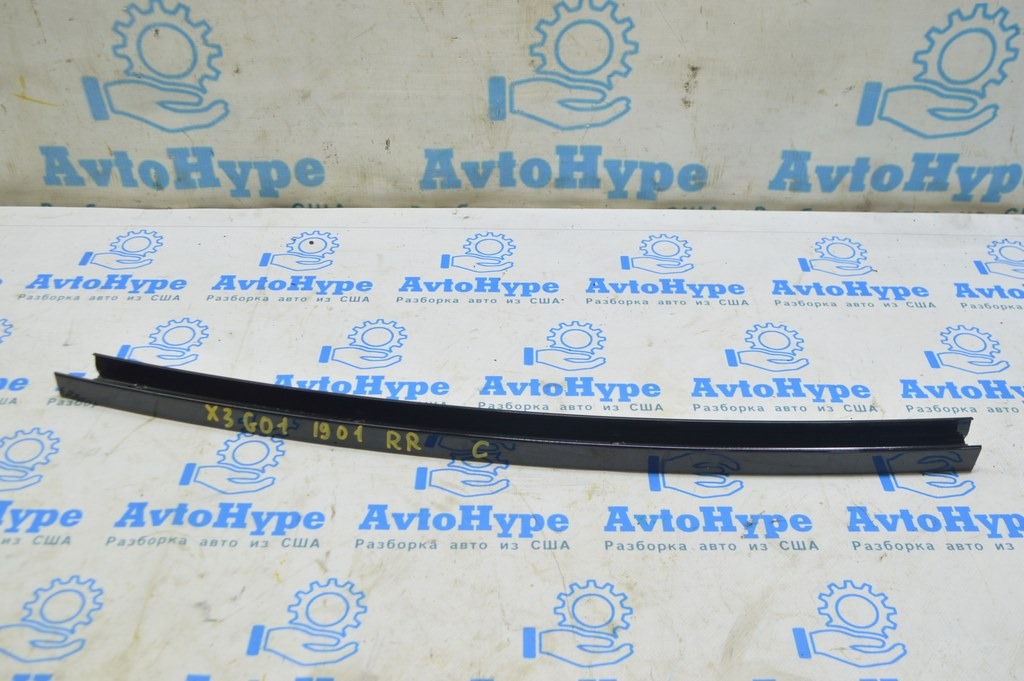 AvtoHype AvtoHype AvtoHype
AvtoHype AvtoHype AvtoHype AvtoHype AvtoHype Avto
Разборка авто из США Разборка авто из США Разборка авто из США Разборка авто из США Разборка авто из США Разборка
AvtoHype AvtoHype AvtoHype AvtoHype
Разборка авто из США Разборка авто из США Разборка авто из
X3 G01 1901 RR C
AvtoHype AvtoHype AvtoHype AvtoHype
Разборка авто из США Разборка авто из США Разборка авто из США Разборка авто из